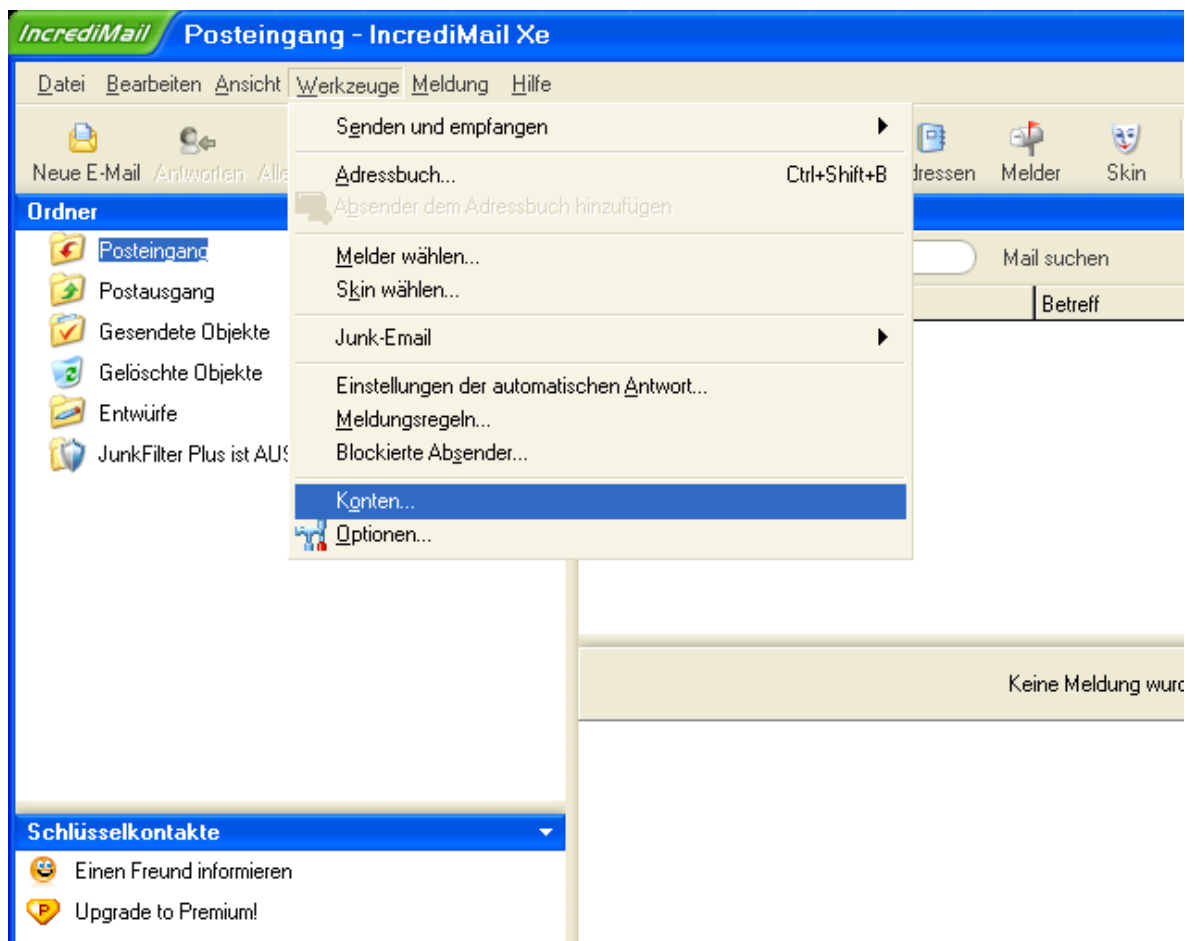 IncrediMail Posteingang - IncrediMail Xe
Datei Bearbeiten Ansicht Werkzeuge Meldung Hilfe
Neue E-Mail Antworten Melder Skin
Senden und empfangen
Adressbuch... Ctrl+Shift+B
Absender dem Adressbuch hinzufügen
Melder wählen...
Skin wählen...
Junk-Email
Einstellungen der automatischen Antwort...
Meldungsregeln...
Blockierte Absender...
Konten...
Optionen...
Ordner
Posteingang
Postausgang
Gesendete Objekte
Gelöschte Objekte
Entwürfe
JunkFilter Plus ist
Mail suchen
Betreff
Keine Meldung
Schlüsselkontakte
Einen Freund informieren
P
Upgrade to Premium!